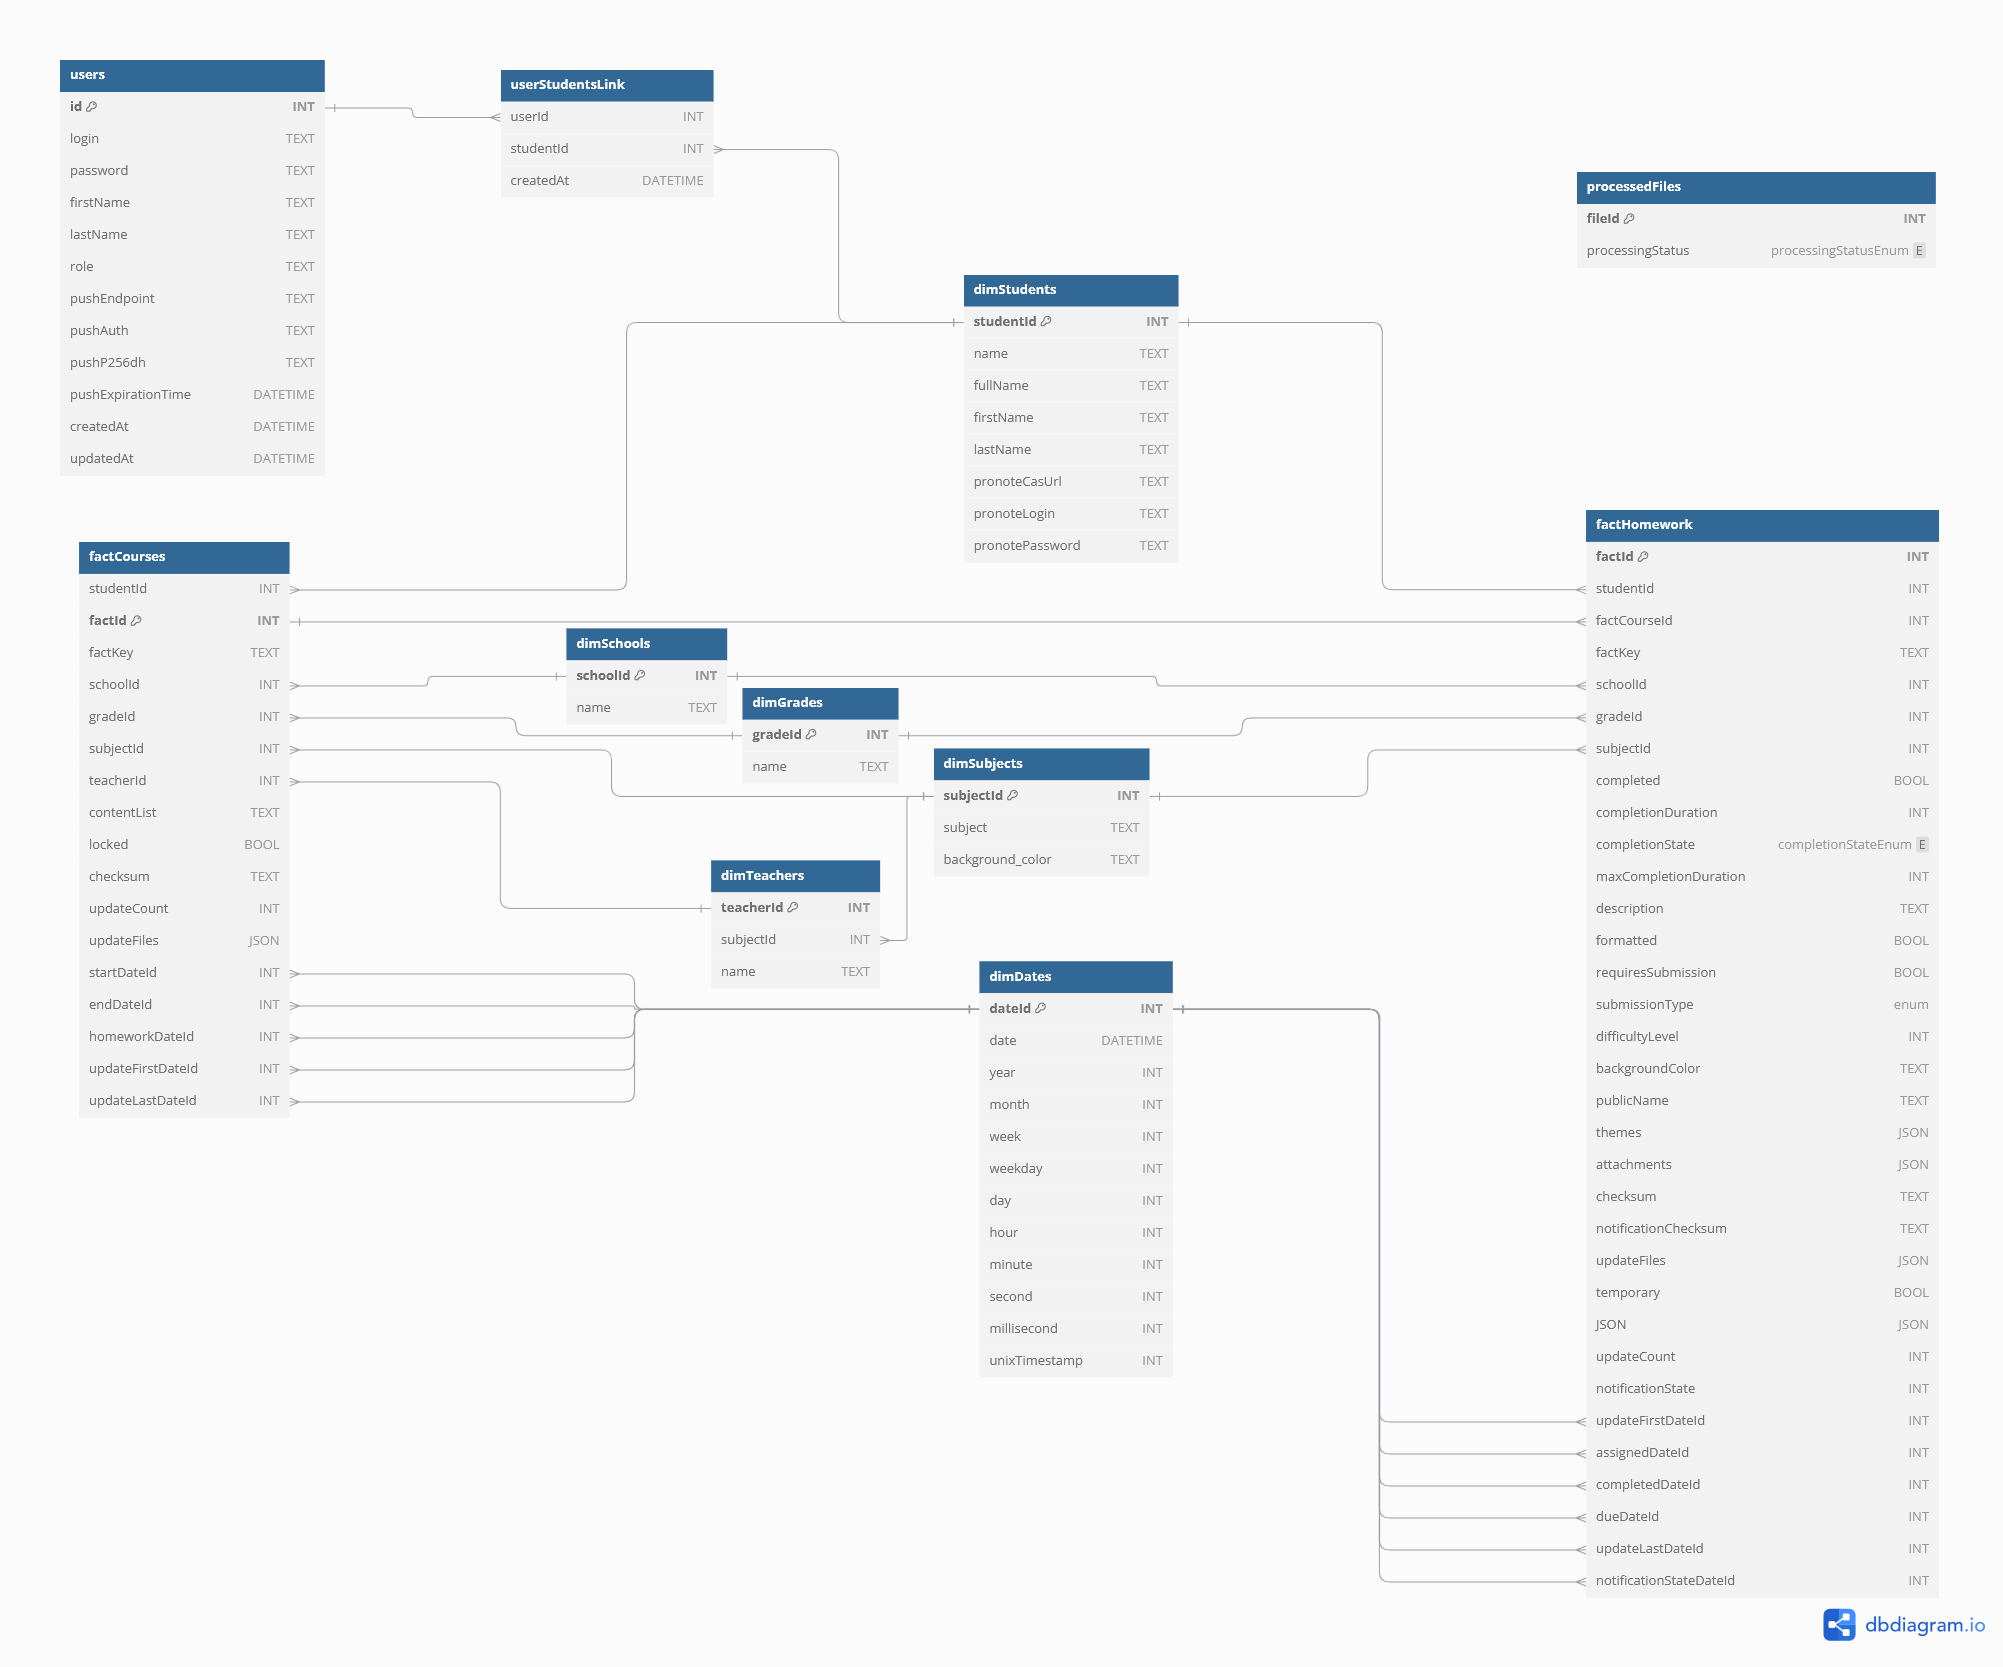 users
id INT
login TEXT
password TEXT
firstName TEXT
lastName TEXT
role TEXT
pushEndpoint TEXT
pushAuth TEXT
pushP256dh TEXT
pushExpirationTime DATETIME
createdAt DATETIME
updatedAt DATETIME
userStudentsLink
userId INT
studentId INT
createdAt DATETIME
processedFiles
fileId INT
processingStatus processingStatusEnum E
dimStudents
studentId INT
name TEXT
fullName TEXT
firstName TEXT
lastName TEXT
pronoteCasUrl TEXT
pronoteLogin TEXT
pronotePassword TEXT
factCourses
studentId INT
factId INT
factKey TEXT
schoolId INT
gradeId INT
subjectId INT
teacherId INT
contentList TEXT
locked BOOL
checksum TEXT
updateCount INT
updateFiles JSON
startDateId INT
endDateId INT
homeworkDateId INT
updateFirstDateId INT
updateLastDateId INT
dimSchools
schoolId INT
name TEXT
dimGrades
gradeId INT
name TEXT
dimSubjects
subjectId INT
subject TEXT
background_color TEXT
dimTeachers
teacherId INT
subjectId INT
name TEXT
dimDates
dateId INT
date DATETIME
year INT
month INT
week INT
weekday INT
day INT
hour INT
minute INT
second INT
millisecond INT
unixTimestamp INT
factHomework
factId INT
studentId INT
factCourseId INT
factKey TEXT
schoolId INT
gradeId INT
subjectId INT
completed BOOL
completionDuration INT
completionState completionStateEnum E
maxCompletionDuration INT
description TEXT
formatted BOOL
requiresSubmission BOOL
submissionType enum
difficultyLevel INT
backgroundColor TEXT
publicName TEXT
themes JSON
attachments JSON
checksum TEXT
notificationChecksum TEXT
updateFiles JSON
temporary BOOL
JSON JSON
updateCount INT
notificationState INT
updateFirstDateId INT
assignedDateId INT
completedDateId INT
dueDateId INT
updateLastDateId INT
notificationStateDateId INT
dbdiagram.io